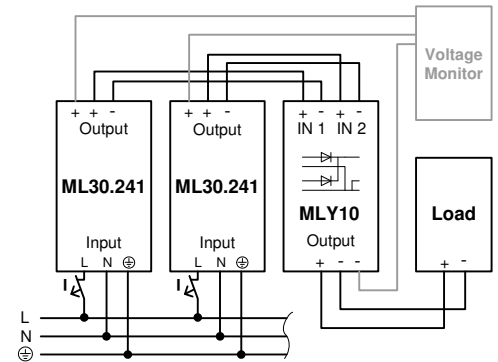 Voltage
Monitor
+ + -
Output
ML30.241
Input
L N ⏚
I
+ + -
Output
ML30.241
Input
L N ⏚
I
+ - + -
IN 1 IN 2
MLY10
Output
+ - -
Load
+ -
L
N
⏚